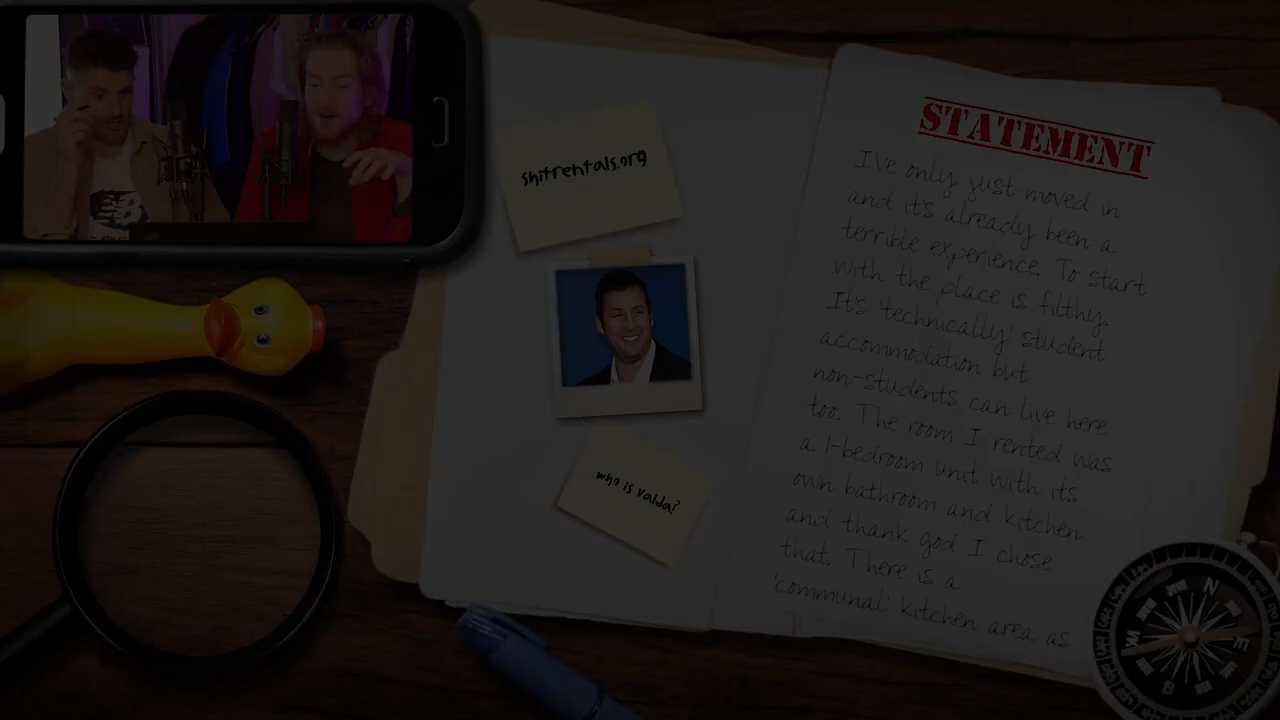 shitrentals.org
who is valda?
STATEMENT
I've only just moved in
and it's already been a
terrible experience. To start
with the place is filthy.
It's 'technically' student
accommodation but
non-students can live here
too. The room I rented was
a 1-bedroom unit with its
own bathroom and kitchen
and thank god I chose
that. There is a
'communal' kitchen area as
N
E